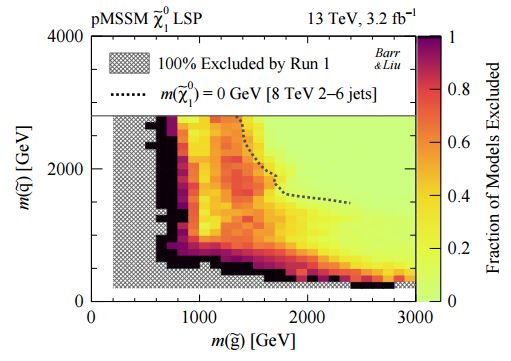 pMSSM χ̃⁰₁ LSP
13 TeV, 3.2 fb⁻¹
Barr
&Liu
100% Excluded by Run 1
m(χ̃⁰₁) = 0 GeV [8 TeV 2–6 jets]
m(q̃) [GeV]
4000
2000
0
0
1000
2000
3000
m(g̃) [GeV]
1
0.8
0.6
0.4
0.2
0
Fraction of Models Excluded